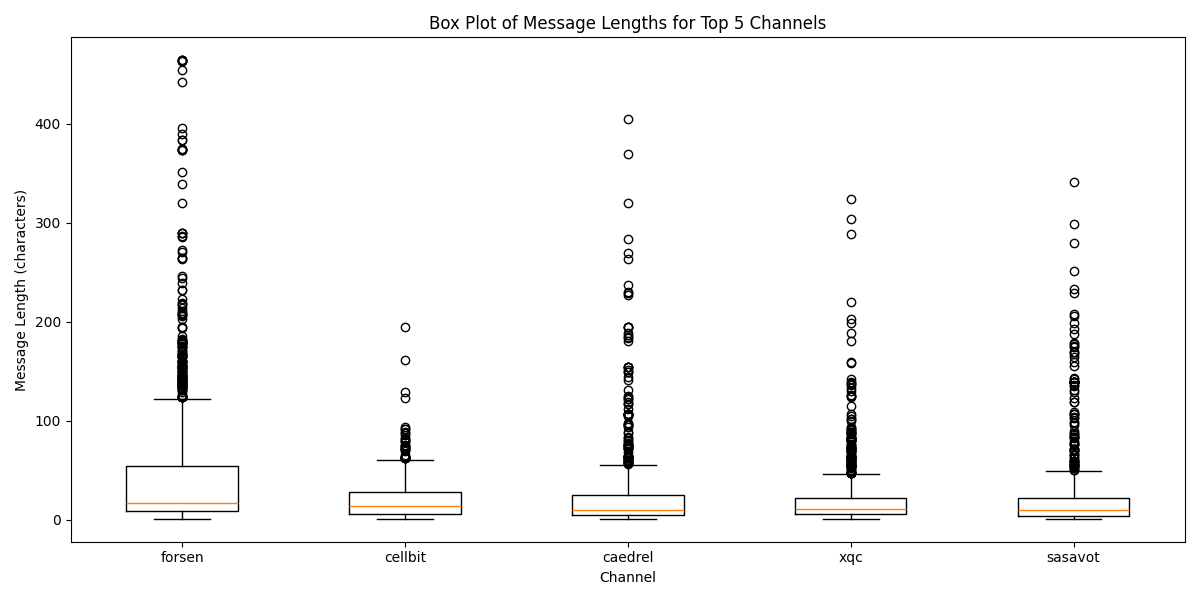 Box Plot of Message Lengths for Top 5 Channels
Message Length (characters)
400
300
200
100
0
forsen
cellbit
caedrel
xqc
sasavot
Channel